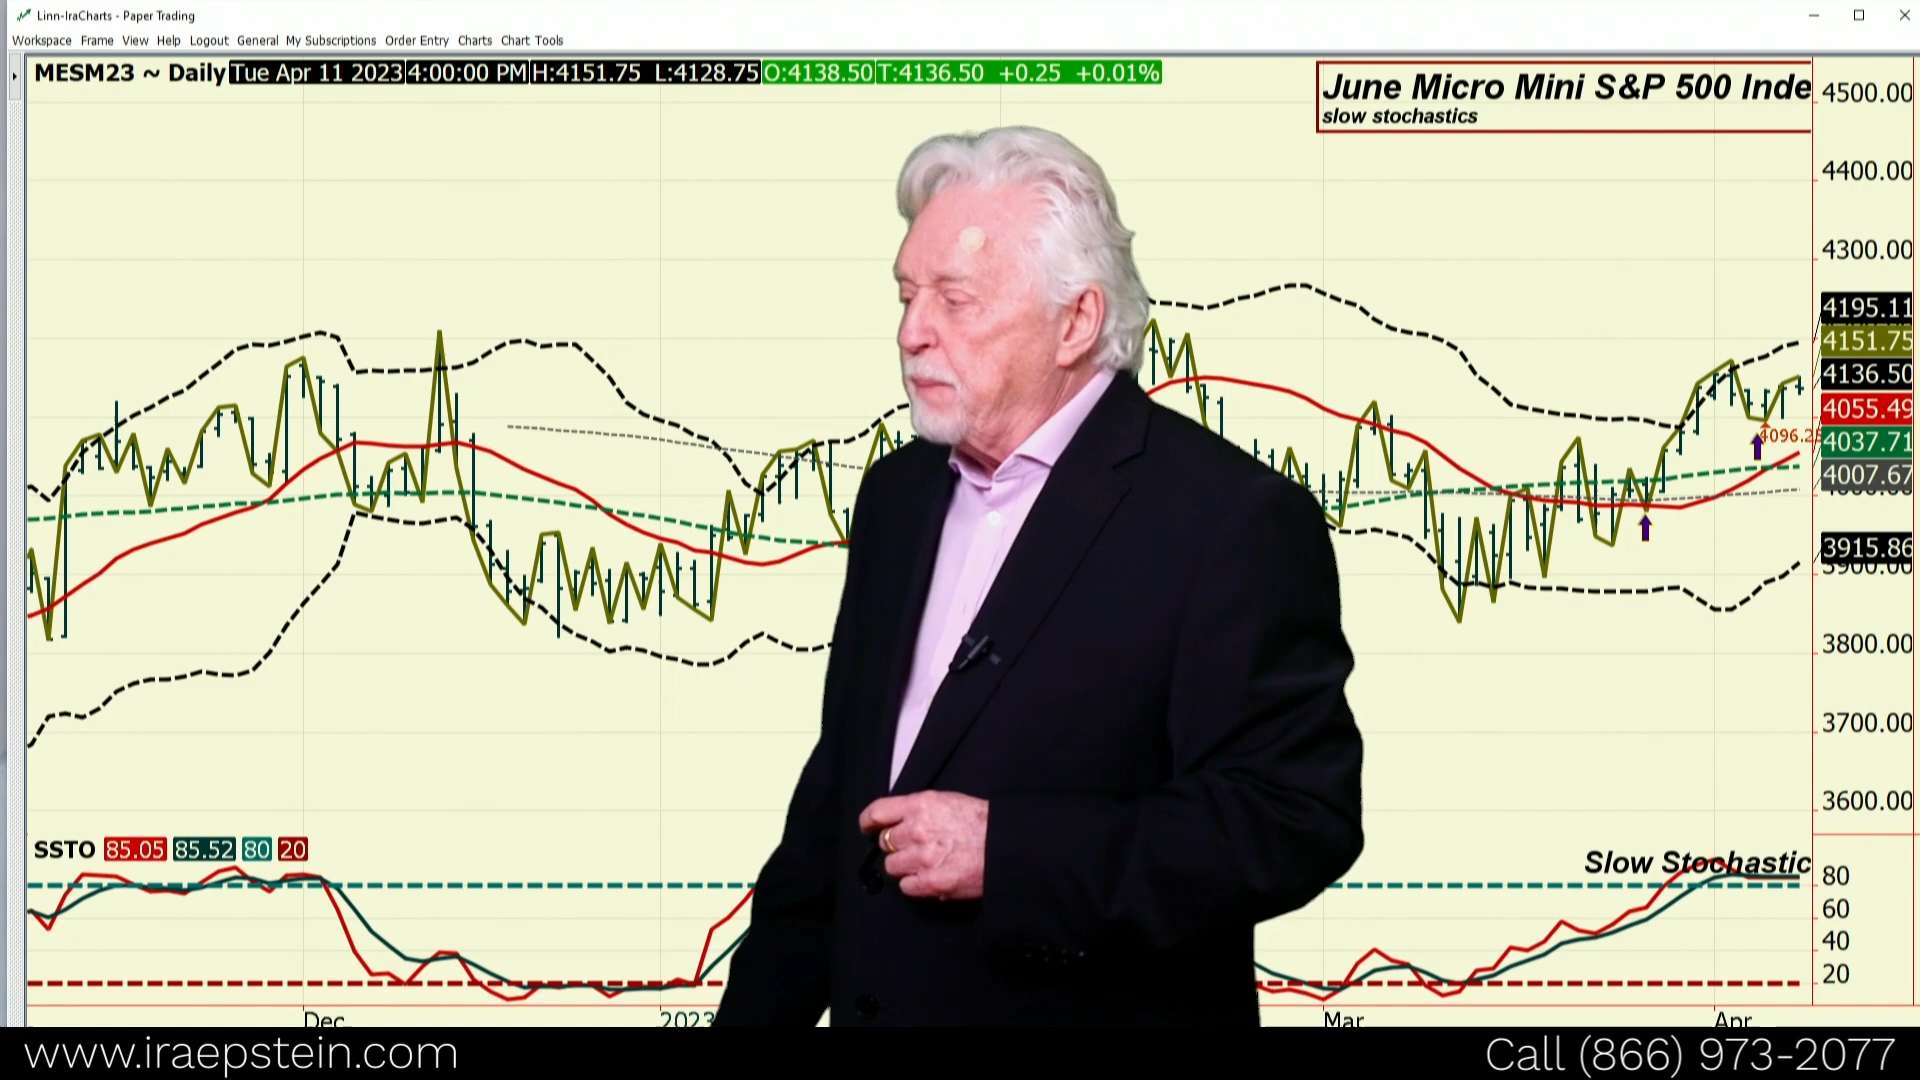 Linn-IraCharts - Paper Trading
Workspace Frame View Help Logout General My Subscriptions Order Entry Charts Chart Tools
MESM23 ~ Daily Tue Apr 11 2023 4:00:00 PM H:4151.75 L:4128.75 O:4138.50 T:4136.50 +0.25 +0.01%
June Micro Mini S&P 500 Inde
slow stochastics
4500.00
4400.00
4300.00
4195.11
4151.75
4136.50
4055.49
4096.25
4037.71
4007.67
3915.86
3900.00
3800.00
3700.00
3600.00
SSTO 85.05 85.52 80 20
Slow Stochastic
80
60
40
20
Dec 2023 Mar Apr
www.iraepstein.com
Call (866) 973-2077